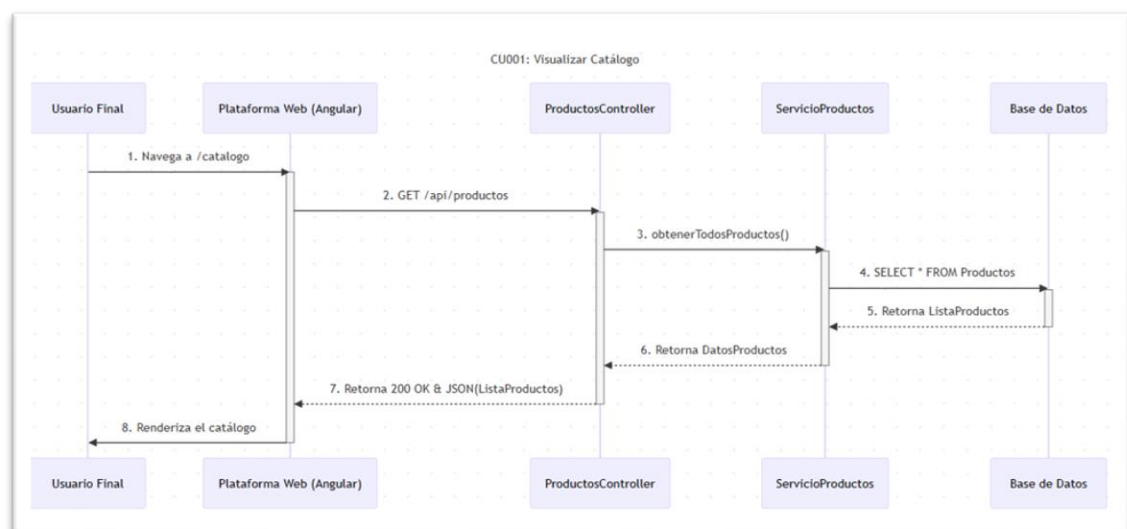 CU001: Visualizar Catálogo
Usuario Final
Plataforma Web (Angular)
ProductosController
ServicioProductos
Base de Datos
1. Navega a /catalogo
2. GET /api/productos
3. obtenerTodosProductos()
4. SELECT * FROM Productos
5. Retorna ListaProductos
6. Retorna DatosProductos
7. Retorna 200 OK & JSON(ListaProductos)
8. Renderiza el catálogo
Usuario Final
Plataforma Web (Angular)
ProductosController
ServicioProductos
Base de Datos